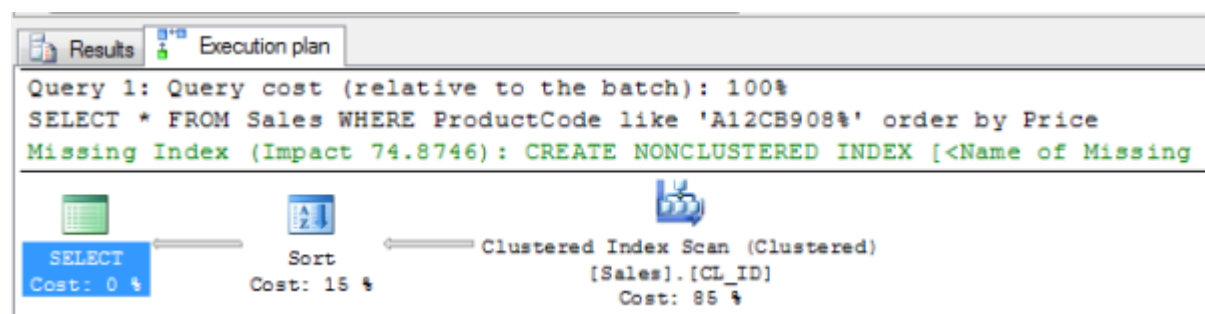 Results Execution plan
Query 1: Query cost (relative to the batch): 100%
SELECT * FROM Sales WHERE ProductCode like 'A12CB908%' order by Price
Missing Index (Impact 74.8746): CREATE NONCLUSTERED INDEX [<Name of Missing
SELECT
Cost: 0 %
Sort
Cost: 15 %
Clustered Index Scan (Clustered)
[Sales].[CL_ID]
Cost: 85 %